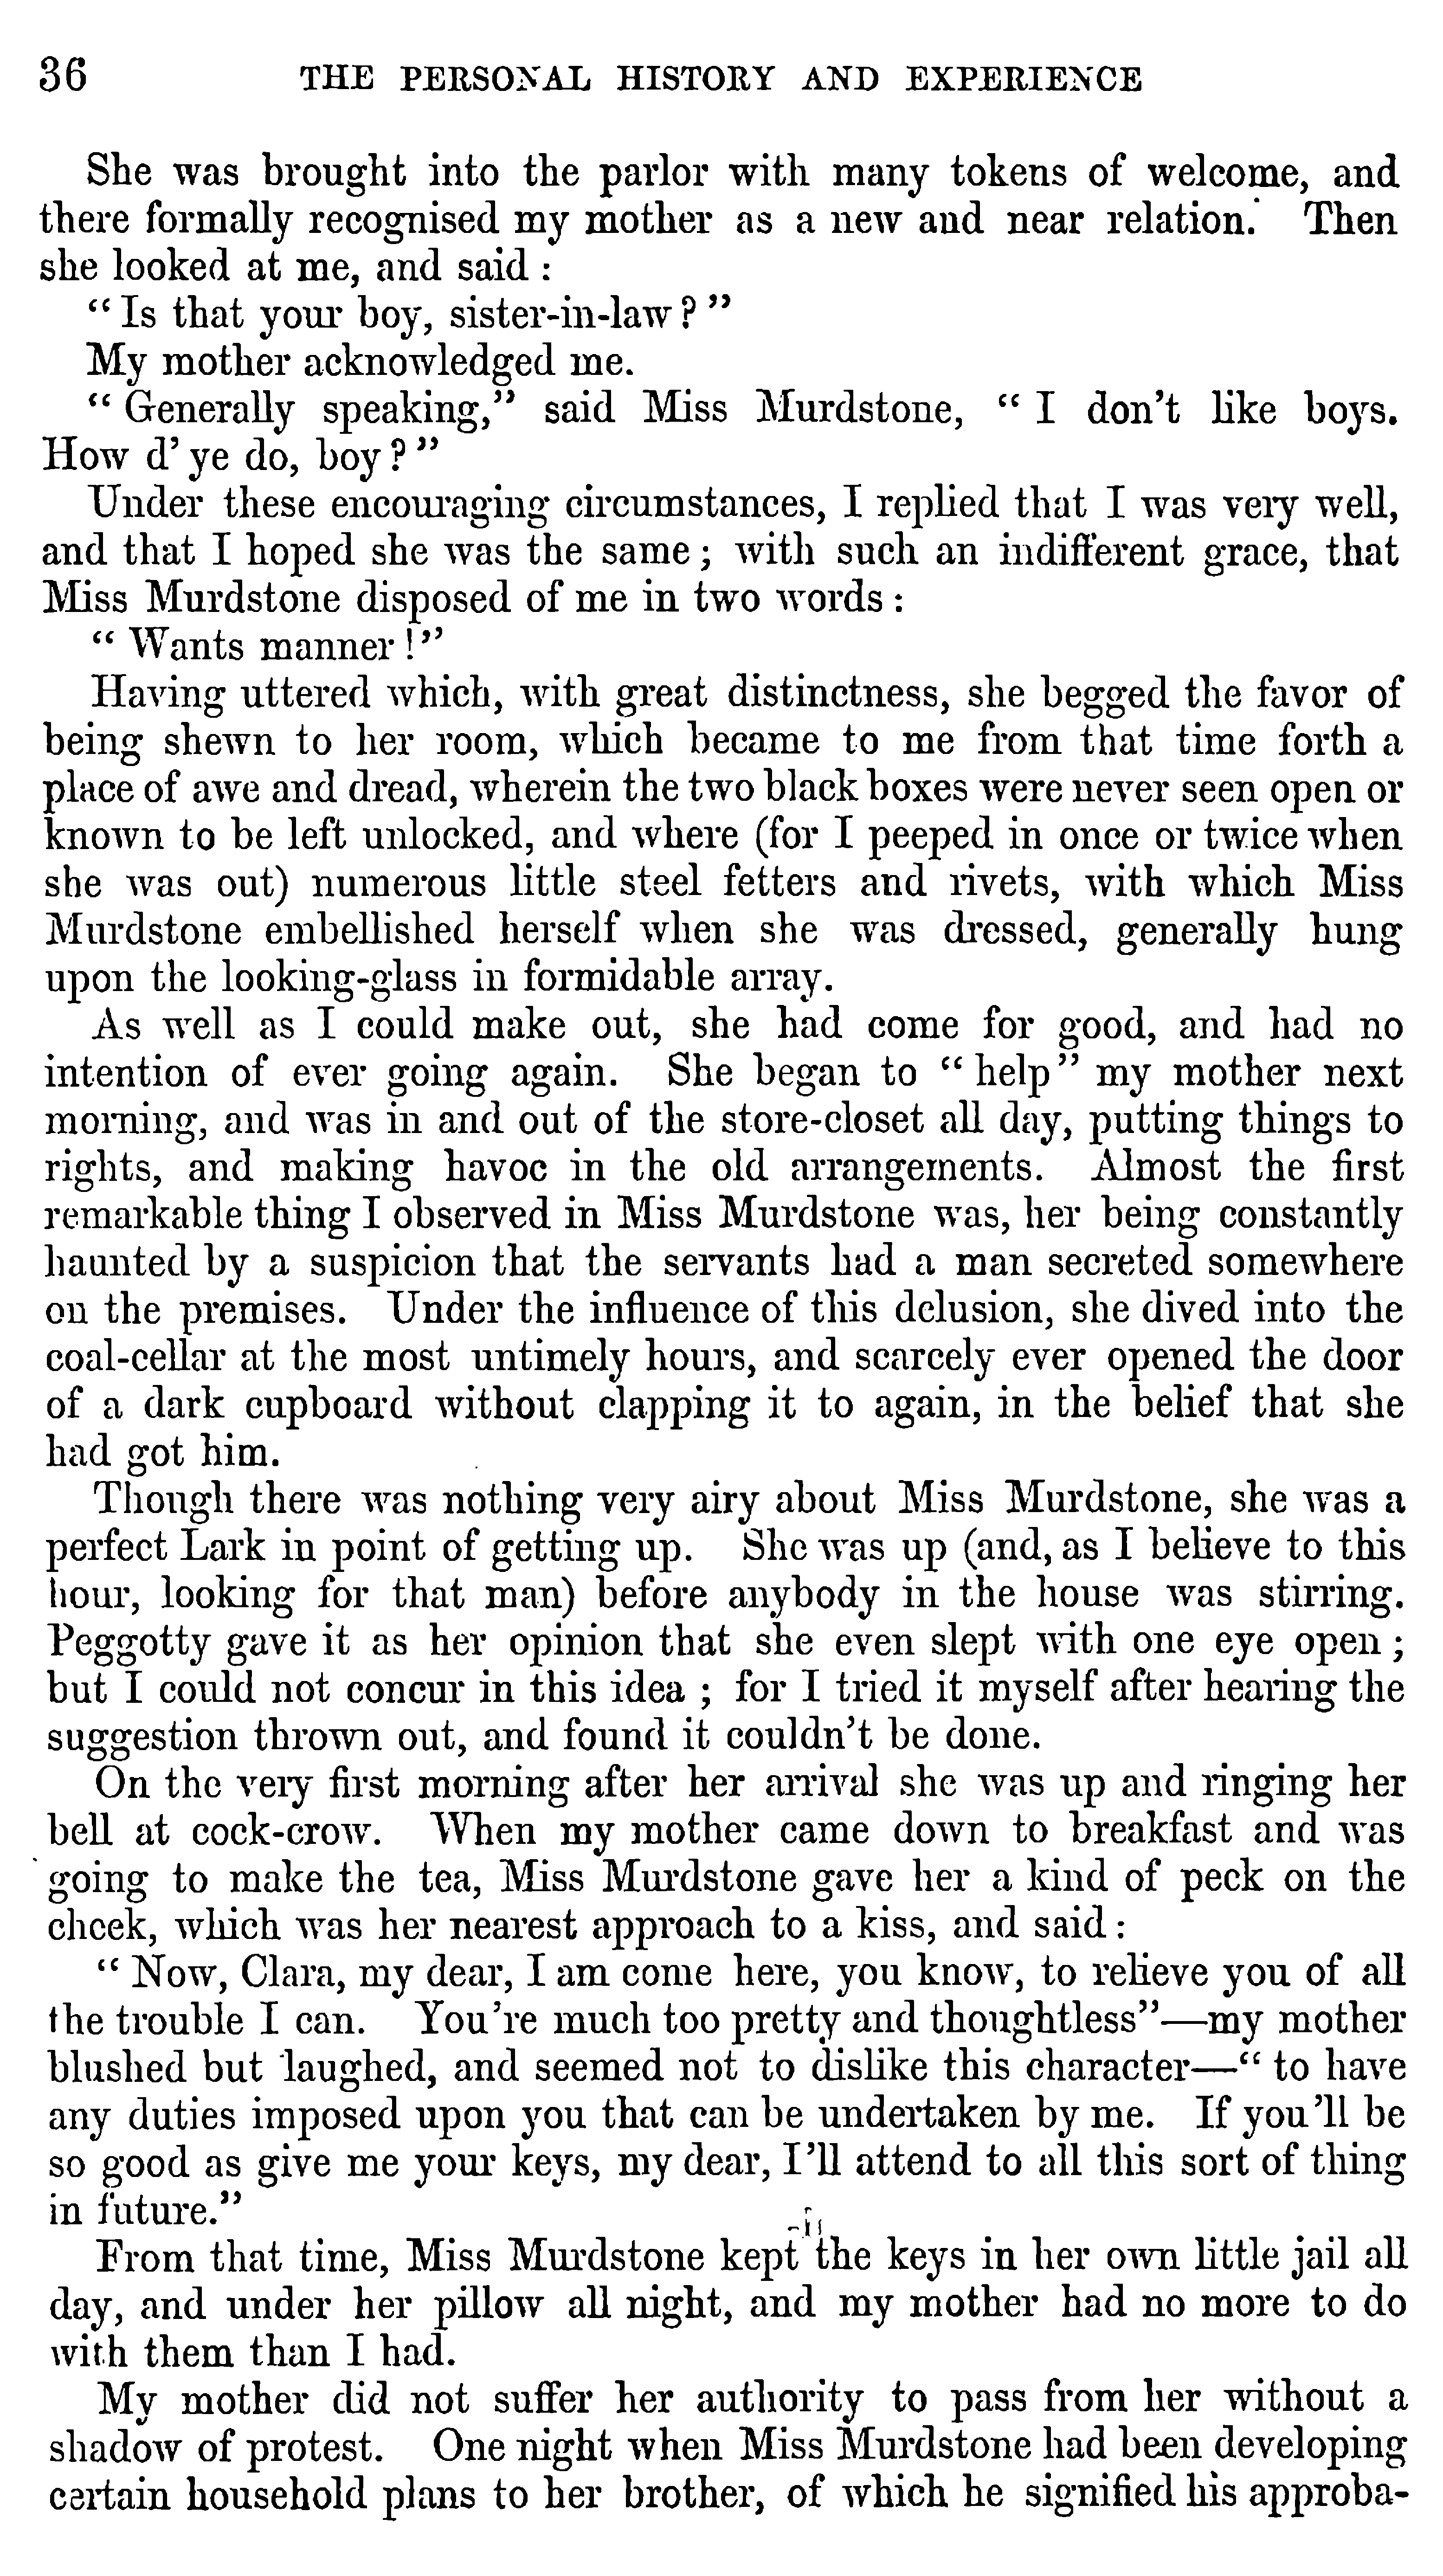 36 THE PERSONAL HISTORY AND EXPERIENCE
She was brought into the parlor with many tokens of welcome, and
there formally recognised my mother as a new and near relation. Then
she looked at me, and said :
“ Is that your boy, sister-in-law ? ”
My mother acknowledged me.
“ Generally speaking,” said Miss Murdstone, “ I don’t like boys.
How d’ ye do, boy ? ”
Under these encouraging circumstances, I replied that I was very well,
and that I hoped she was the same ; with such an indifferent grace, that
Miss Murdstone disposed of me in two words :
“ Wants manner !”
Having uttered which, with great distinctness, she begged the favor of
being shewn to her room, which became to me from that time forth a
place of awe and dread, wherein the two black boxes were never seen open or
known to be left unlocked, and where (for I peeped in once or twice when
she was out) numerous little steel fetters and rivets, with which Miss
Murdstone embellished herself when she was dressed, generally hung
upon the looking-glass in formidable array.
As well as I could make out, she had come for good, and had no
intention of ever going again. She began to “ help” my mother next
morning, and was in and out of the store-closet all day, putting things to
rights, and making havoc in the old arrangements. Almost the first
remarkable thing I observed in Miss Murdstone was, her being constantly
haunted by a suspicion that the servants had a man secreted somewhere
on the premises. Under the influence of this delusion, she dived into the
coal-cellar at the most untimely hours, and scarcely ever opened the door
of a dark cupboard without clapping it to again, in the belief that she
had got him.
Though there was nothing very airy about Miss Murdstone, she was a
perfect Lark in point of getting up. She was up (and, as I believe to this
hour, looking for that man) before anybody in the house was stirring.
Peggotty gave it as her opinion that she even slept with one eye open ;
but I could not concur in this idea ; for I tried it myself after hearing the
suggestion thrown out, and found it couldn’t be done.
On the very first morning after her arrival she was up and ringing her
bell at cock-crow. When my mother came down to breakfast and was
going to make the tea, Miss Murdstone gave her a kind of peck on the
cheek, which was her nearest approach to a kiss, and said :
“ Now, Clara, my dear, I am come here, you know, to relieve you of all
the trouble I can. You’re much too pretty and thoughtless”—my mother
blushed but laughed, and seemed not to dislike this character—“ to have
any duties imposed upon you that can be undertaken by me. If you’ll be
so good as give me your keys, my dear, I’ll attend to all this sort of thing
in future.”
From that time, Miss Murdstone kept the keys in her own little jail all
day, and under her pillow all night, and my mother had no more to do
with them than I had.
My mother did not suffer her authority to pass from her without a
shadow of protest. One night when Miss Murdstone had been developing
certain household plans to her brother, of which he signified his approba-